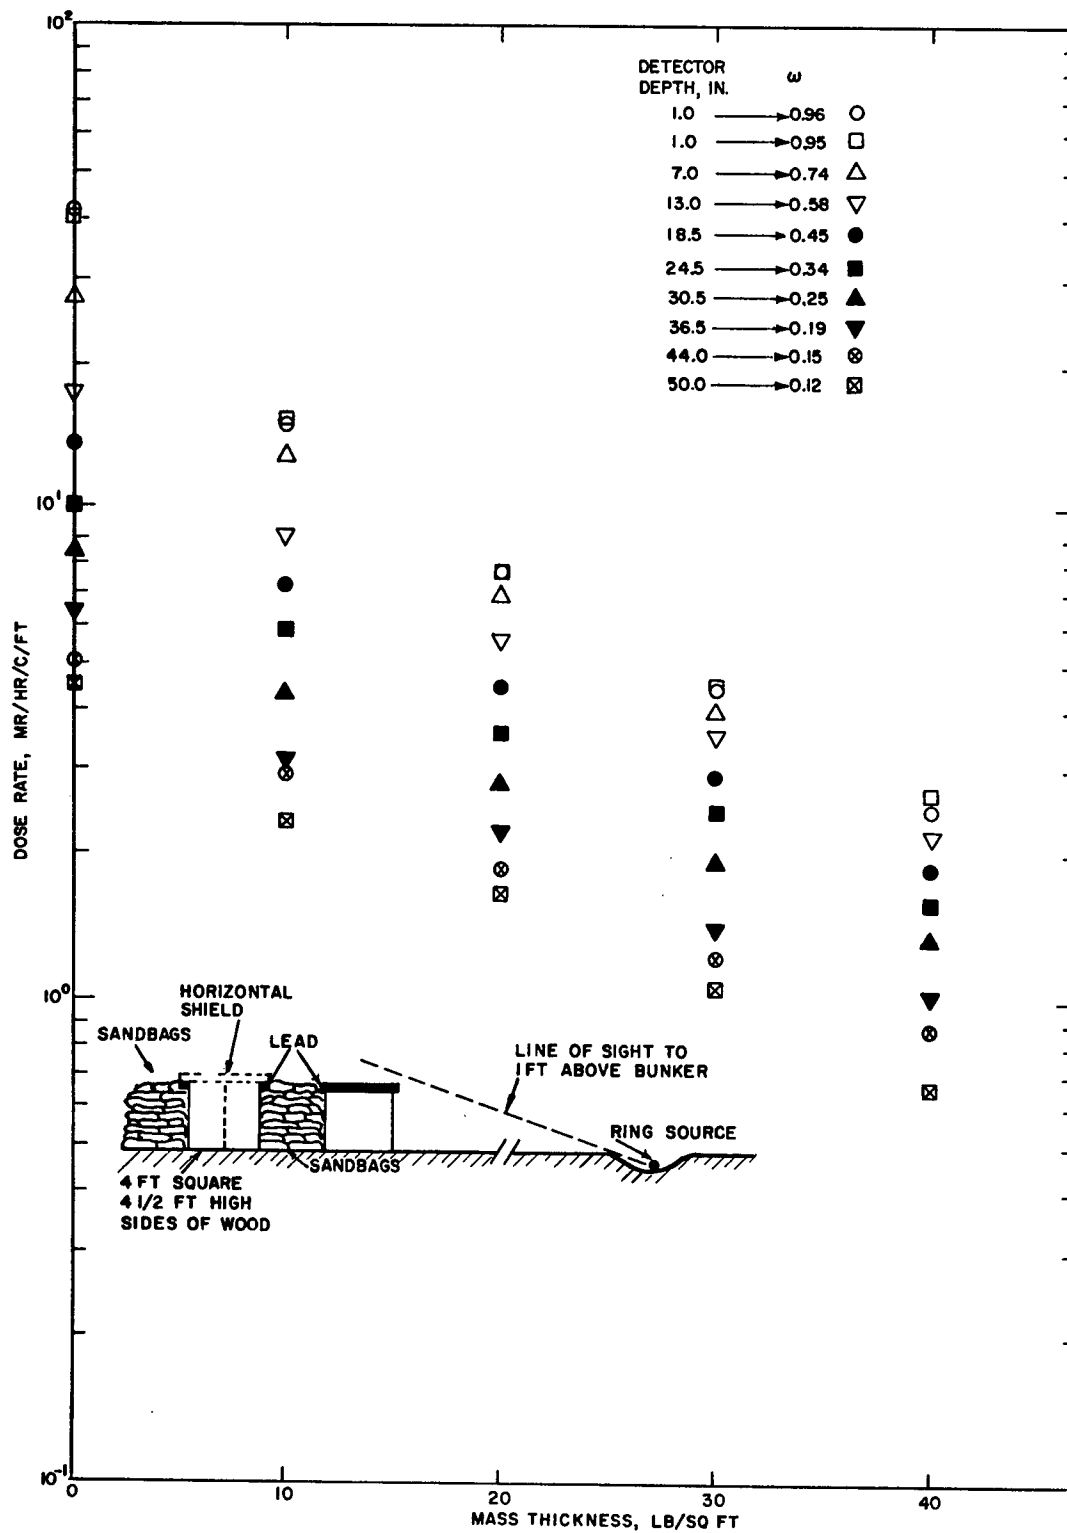 10²
DETECTOR DEPTH, IN. ω
1.0 0.96
1.0 0.95
7.0 0.74
13.0 0.58
18.5 0.45
24.5 0.34
30.5 0.25
36.5 0.19
44.0 0.15
50.0 0.12
10¹
DOSE RATE, MR/HR/C/FT
10⁰
HORIZONTAL
SHIELD
SANDBAGS
LEAD
LINE OF SIGHT TO
1 FT ABOVE BUNKER
RING SOURCE
SANDBAGS
4 FT SQUARE
4 1/2 FT HIGH
SIDES OF WOOD
10⁻¹
0 10 20 30 40
MASS THICKNESS, LB/SQ FT